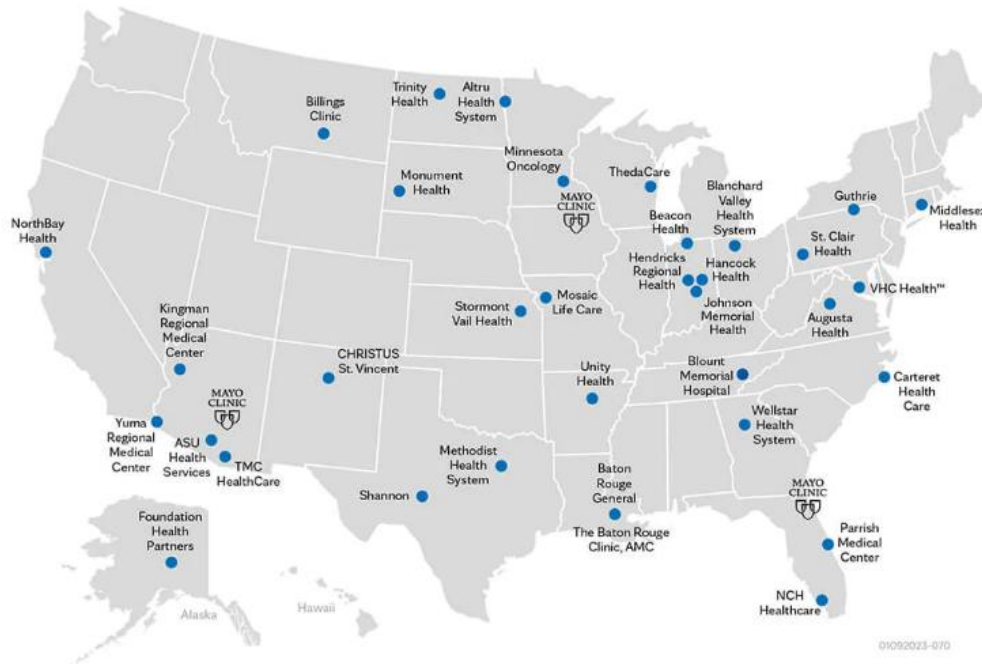 Trinity
Health
Altru
Health
System
Billings
Clinic
Minnesota
Oncology
ThedaCare
Monument
Health
MAYO
CLINIC
Blanchard
Valley
Health
System
Guthrie
Middlesex
Health
NorthBay
Health
Beacon
Health
St. Clair
Health
Hendricks
Regional
Health
Hancock
Health
VHC Health™
Stormont
Vail Health
Mosaic
Life Care
Johnson
Memorial
Health
Augusta
Health
Kingman
Regional
Medical
Center
CHRISTUS
St. Vincent
Unity
Health
Blount
Memorial
Hospital
Carteret
Health
Care
MAYO
CLINIC
Yuma
Regional
Medical
Center
ASU
Health
Services
TMC
HealthCare
Wellstar
Health
System
Methodist
Health
System
Shannon
Baton
Rouge
General
The Baton Rouge
Clinic, AMC
MAYO
CLINIC
Parrish
Medical
Center
Foundation
Health
Partners
NCH
Healthcare
Alaska
Hawaii
01092023-070